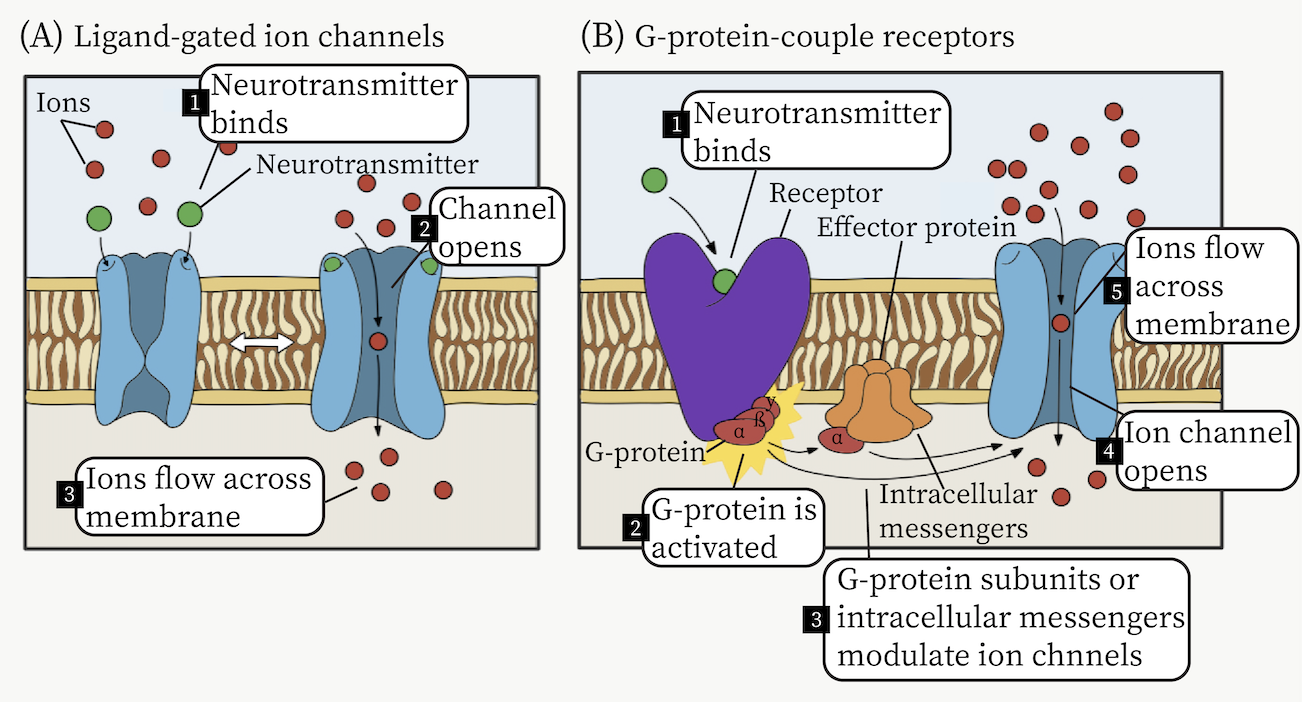 (A) Ligand-gated ion channels
Ions
1
Neurotransmitter
binds
Neurotransmitter
2
Channel
opens
3
Ions flow across
membrane
(B) G-protein-couple receptors
1
Neurotransmitter
binds
Receptor
Effector protein
5
Ions flow
across
membrane
γ
ß
α
α
G-protein
4
Ion channel
opens
Intracellular
messengers
2
G-protein is
activated
3
G-protein subunits or
intracellular messengers
modulate ion chnnels